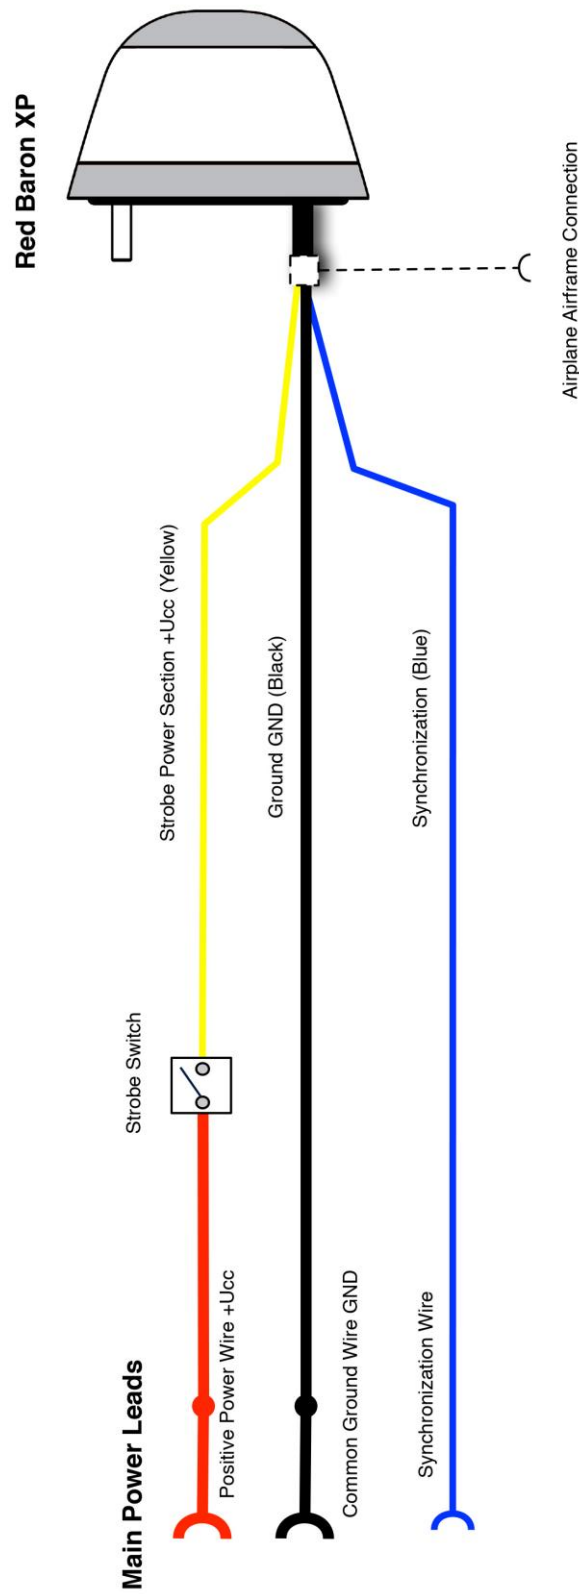 Red Baron XP
Airplane Airframe Connection
Strobe Power Section +Ucc (Yellow)
Ground GND (Black)
Synchronization (Blue)
Strobe Switch
Main Power Leads
Positive Power Wire +Ucc
Common Ground Wire GND
Synchronization Wire